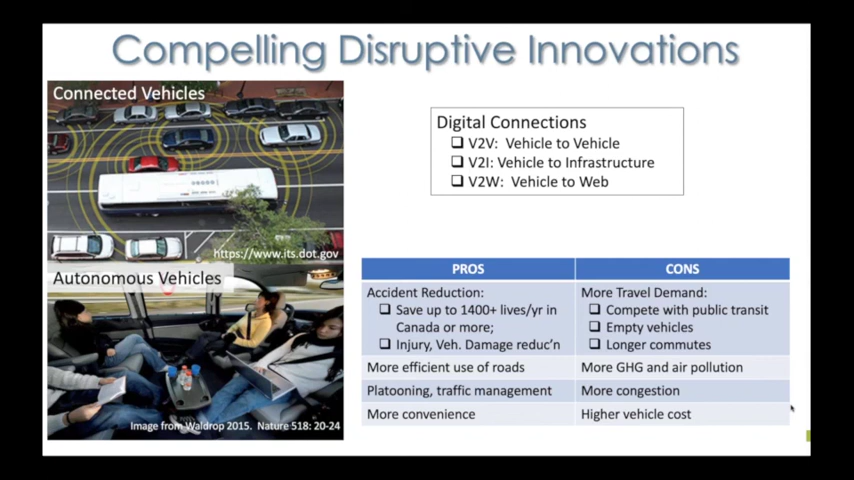 Compelling Disruptive Innovations
Connected Vehicles
https://www.its.dot.gov
Autonomous Vehicles
Image from Waldrop 2015. Nature 518: 20-24
Digital Connections
V2V: Vehicle to Vehicle
V2I: Vehicle to Infrastructure
V2W: Vehicle to Web
PROS
CONS
Accident Reduction:
Save up to 1400+ lives/yr in
Canada or more;
Injury, Veh. Damage reduc'n
More Travel Demand:
Compete with public transit
Empty vehicles
Longer commutes
More efficient use of roads
More GHG and air pollution
Platooning, traffic management
More congestion
More convenience
Higher vehicle cost